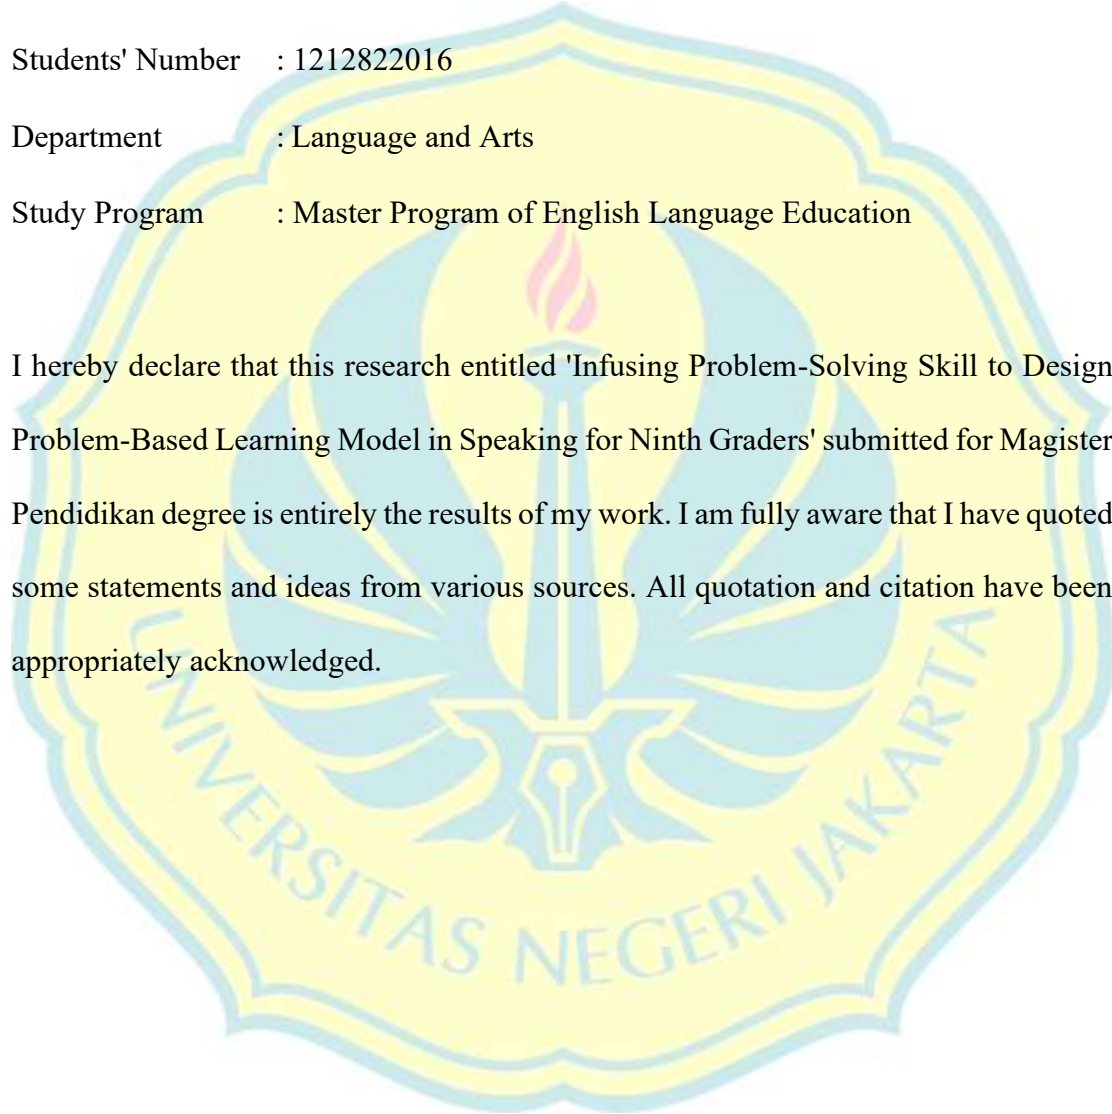 Students' Number : 1212822016
Department : Language and Arts
Study Program : Master Program of English Language Education
I hereby declare that this research entitled 'Infusing Problem-Solving Skill to Design
Problem-Based Learning Model in Speaking for Ninth Graders' submitted for Magister
Pendidikan degree is entirely the results of my work. I am fully aware that I have quoted
some statements and ideas from various sources. All quotation and citation have been
appropriately acknowledged.
UNIVERSITAS NEGERI JAKARTA